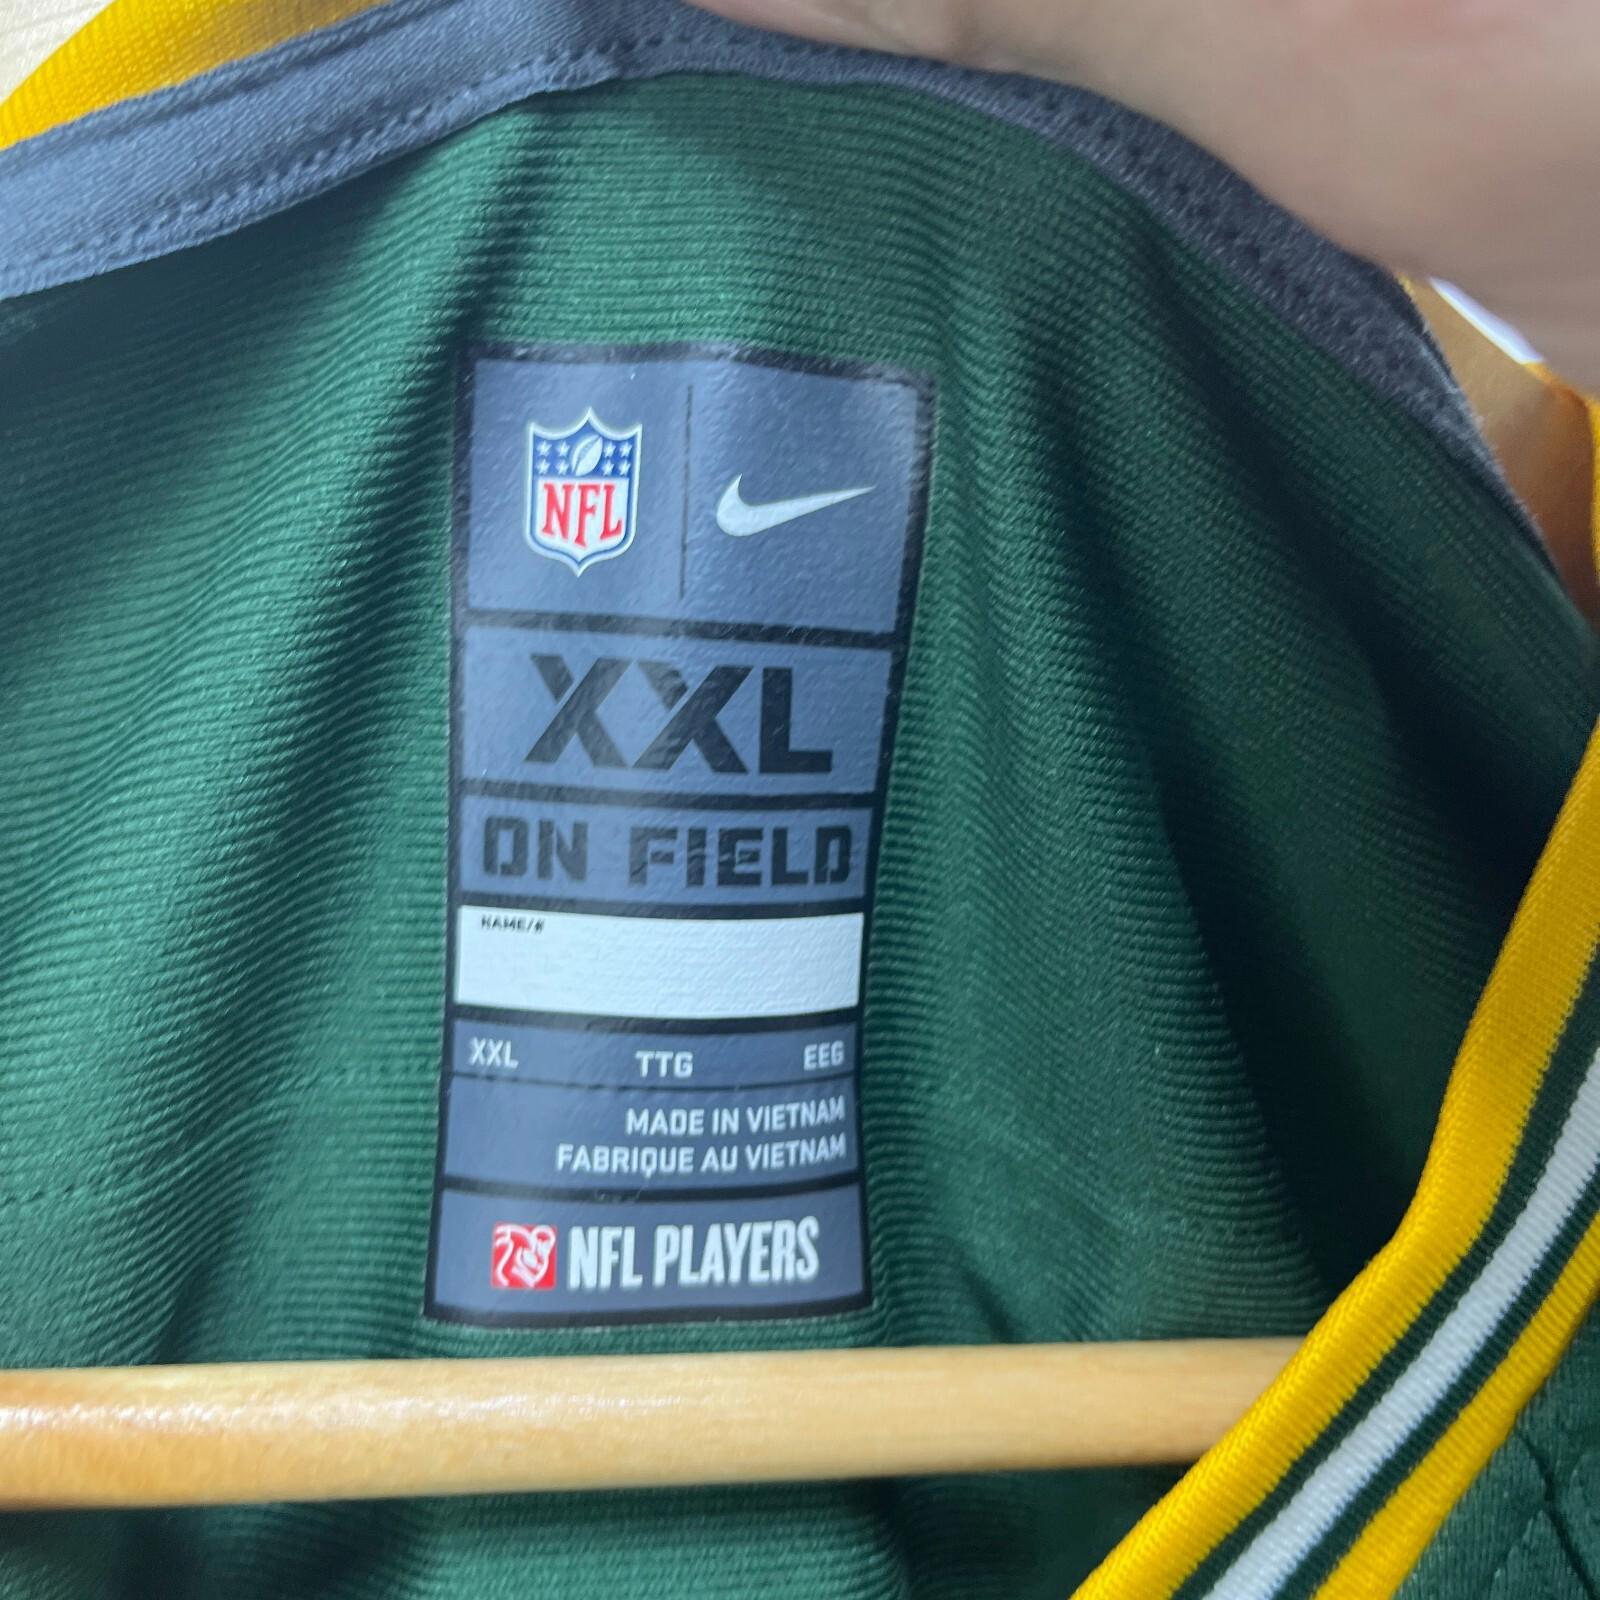 NFL
XXL
ON FIELD
NAME/#
XXL TTG EEG
MADE IN VIETNAM
FABRIQUE AU VIETNAM
NFL PLAYERS